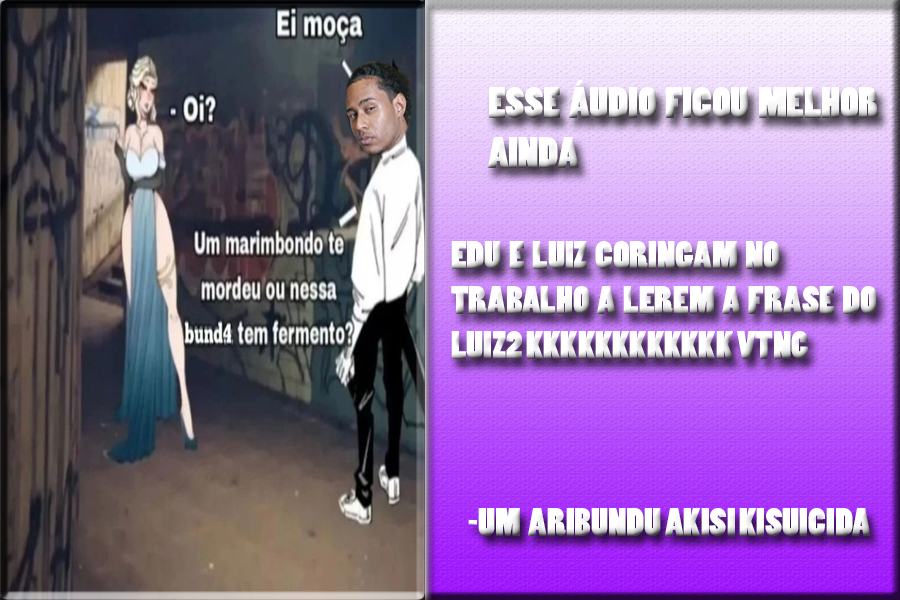 Ei moça
- Oi?
Um marimbondo te
mordeu ou nessa
bund4 tem fermento?
ESSE ÁUDIO FICOU MELHOR
AINDA
EDU E LUIZ CORINGAM NO
TRABALHO A LEREM A FRASE DO
LUIZ2 KKKKKKKKKKKK VTNC
-UM ARIBUNDU AKISI KISUICIDA